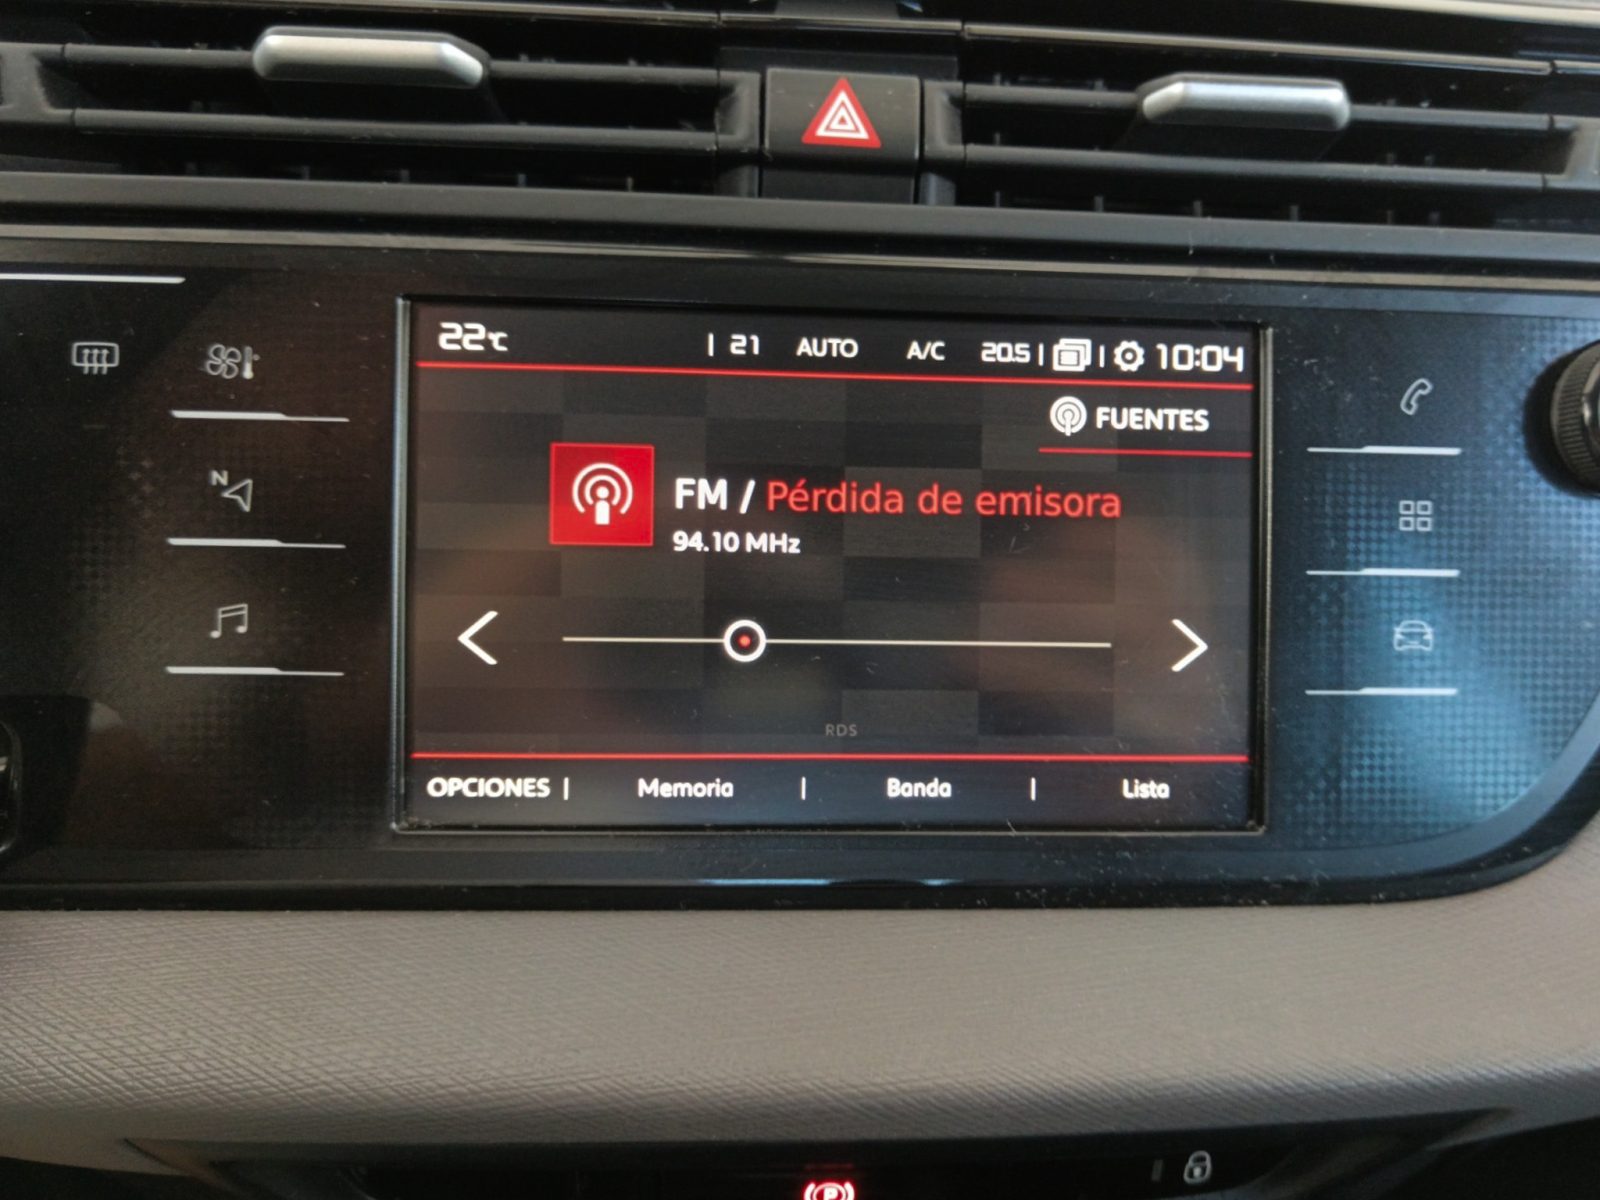 22°C | 21 AUTO A/C 20.5 | | 10:04
FUENTES
N
FM / Pérdida de emisora
94.10 MHz
RDS
OPCIONES | Memoria | Banda | Lista
P